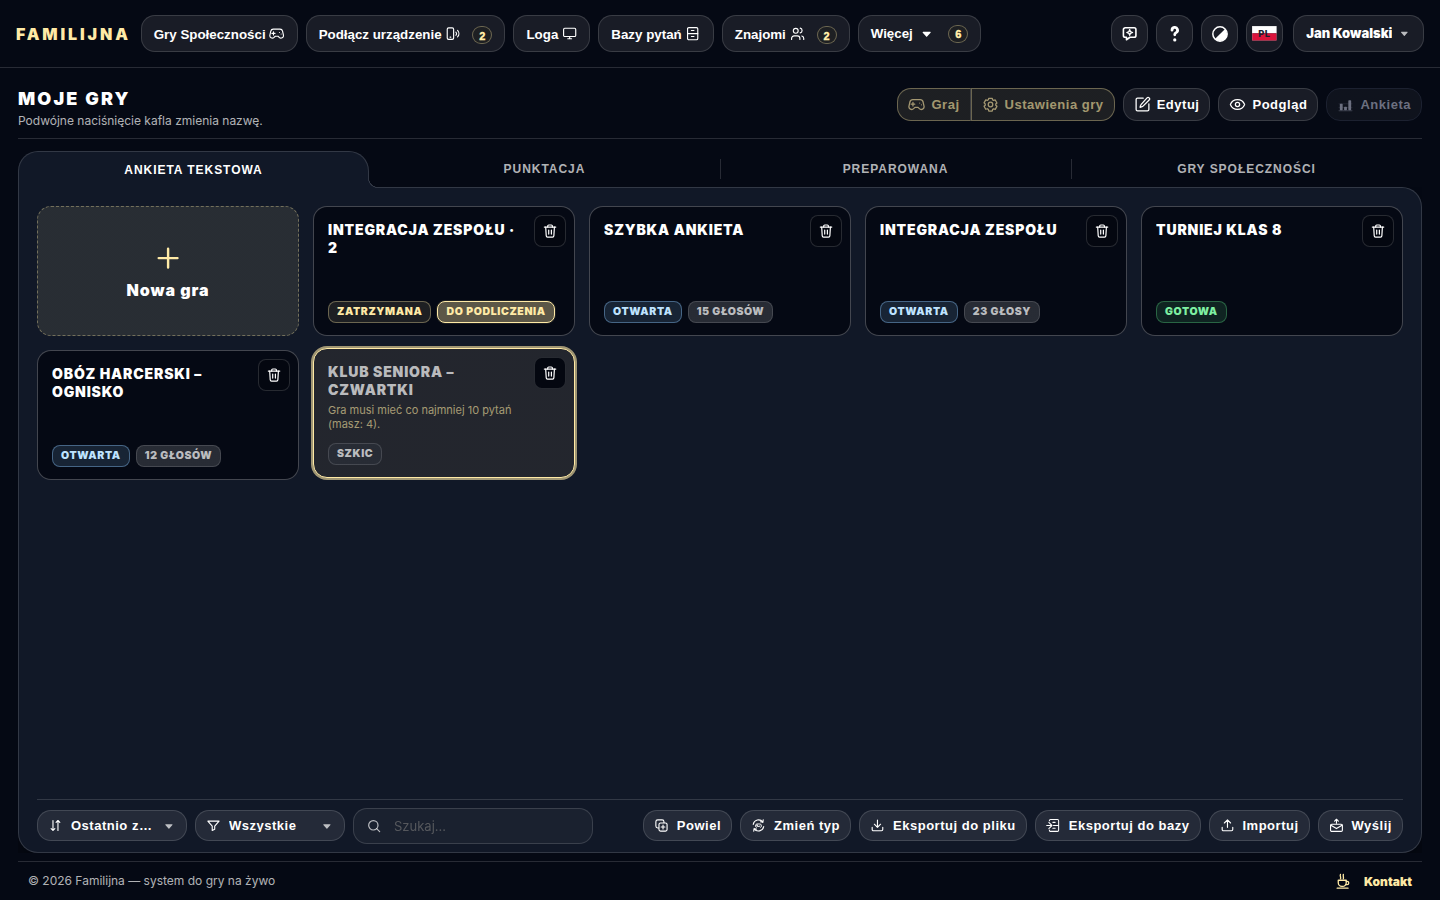 FAMILIJNA
Gry Społeczności
Podłącz urządzenie 2
Loga
Bazy pytań
Znajomi 2
Więcej 6
?
PL
Jan Kowalski
MOJE GRY
Podwójne naciśnięcie kafla zmienia nazwę.
Graj
Ustawienia gry
Edytuj
Podgląd
Ankieta
ANKIETA TEKSTOWA
PUNKTACJA
PREPAROWANA
GRY SPOŁECZNOŚCI
Nowa gra
INTEGRACJA ZESPOŁU ·
2
ZATRZYMANA
DO PODLICZENIA
SZYBKA ANKIETA
OTWARTA
15 GŁOSÓW
INTEGRACJA ZESPOŁU
OTWARTA
23 GŁOSY
TURNIEJ KLAS 8
GOTOWA
OBÓZ HARCERSKI –
OGNISKO
OTWARTA
12 GŁOSÓW
KLUB SENIORA –
CZWARTKI
Gra musi mieć co najmniej 10 pytań
(masz: 4).
SZKIC
Ostatnio z...
Wszystkie
Szukaj...
Powiel
Zmień typ
Eksportuj do pliku
Eksportuj do bazy
Importuj
Wyślij
© 2026 Familijna — system do gry na żywo
Kontakt